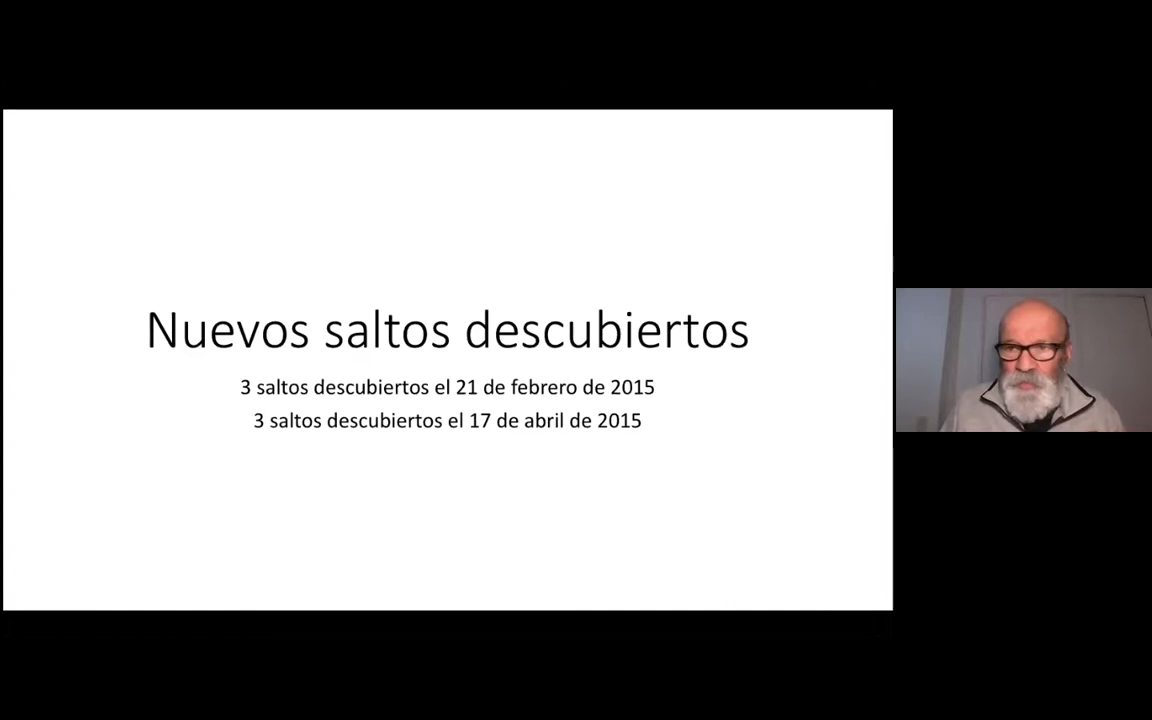 Nuevos saltos descubiertos
3 saltos descubiertos el 21 de febrero de 2015
3 saltos descubiertos el 17 de abril de 2015